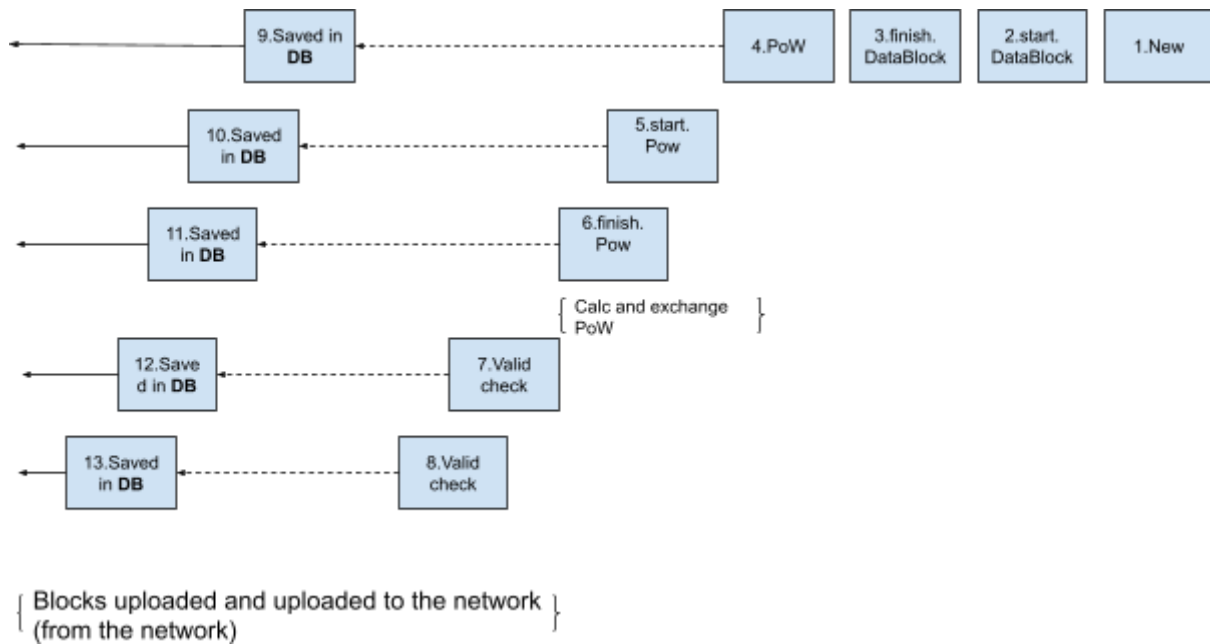 9.Saved in
DB
4.PoW
3.finish.
DataBlock
2.start.
DataBlock
1.New
10.Saved
in DB
5.start.
Pow
11.Saved
in DB
6.finish.
Pow
{ Calc and exchange }
PoW
12.Save
d in DB
7.Valid
check
13.Saved
in DB
8.Valid
check
{ Blocks uploaded and uploaded to the network }
(from the network)